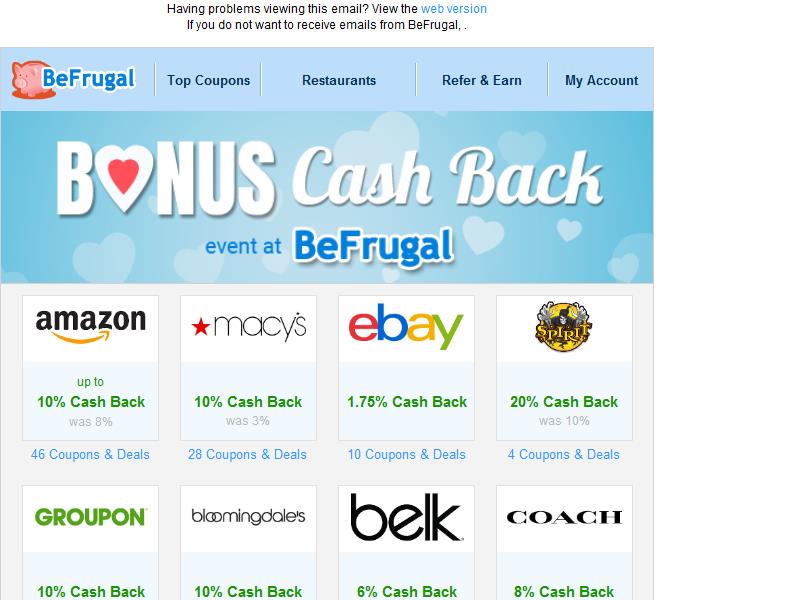 Having problems viewing this email? View the web version
If you do not want to receive emails from BeFrugal, .
BeFrugal
Top Coupons
Restaurants
Refer & Earn
My Account
BONUS Cash Back
event at BeFrugal
amazon
macy's
ebay
SPIRIT
up to
10% Cash Back
was 8%
10% Cash Back
was 3%
1.75% Cash Back
20% Cash Back
was 10%
46 Coupons & Deals
28 Coupons & Deals
10 Coupons & Deals
4 Coupons & Deals
GROUPON
bloomingdale's
belk
COACH
10% Cash Back
10% Cash Back
6% Cash Back
8% Cash Back